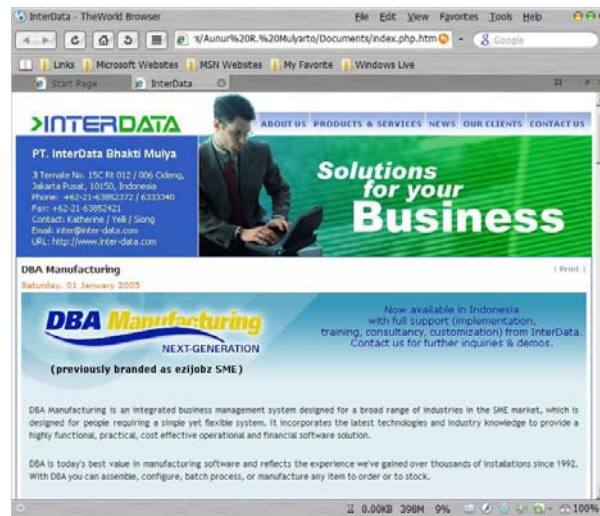 InterData - TheWorld Browser
File Edit View Favorites Tools Help
s/Aunur%20R.%20Mulyarto/Documents/index.php.htm
Google
Links Microsoft Websites MSN Websites My Favorite Windows Live
Start Page InterData
INTERDATA
ABOUT US PRODUCTS & SERVICES NEWS OUR CLIENTS CONTACT US
PT. InterData Bhakti Mulya
Jl Ternate No. 15C Rt 012 / 006 Cideng,
Jakarta Pusat, 10150, Indonesia
Phone: +62-21-63852372 / 6333340
Fax: +62-21-63852421
Contact: Katherine / Yelli / Siong
Email: inter@inter-data.com
URL: http://www.inter-data.com
Solutions
for your
Business
DBA Manufacturing
| Print |
Saturday, 01 January 2005
DBA Manufacturing
NEXT-GENERATION
(previously branded as ezijobz SME)
Now available in Indonesia
with full support (implementation,
training, consultancy, customization) from InterData.
Contact us for further inquiries & demos.
DBA Manufacturing is an integrated business management system designed for a broad range of industries in the SME market, which is
designed for people requiring a simple yet flexible system. It incorporates the latest technologies and industry knowledge to provide a
highly functional, practical, cost effective operational and financial software solution.
DBA is today's best value in manufacturing software and reflects the experience we've gained over thousands of installations since 1992.
With DBA you can assemble, configure, batch process, or manufacture any item to order or to stock.
0.00KB 398M 9% 100%